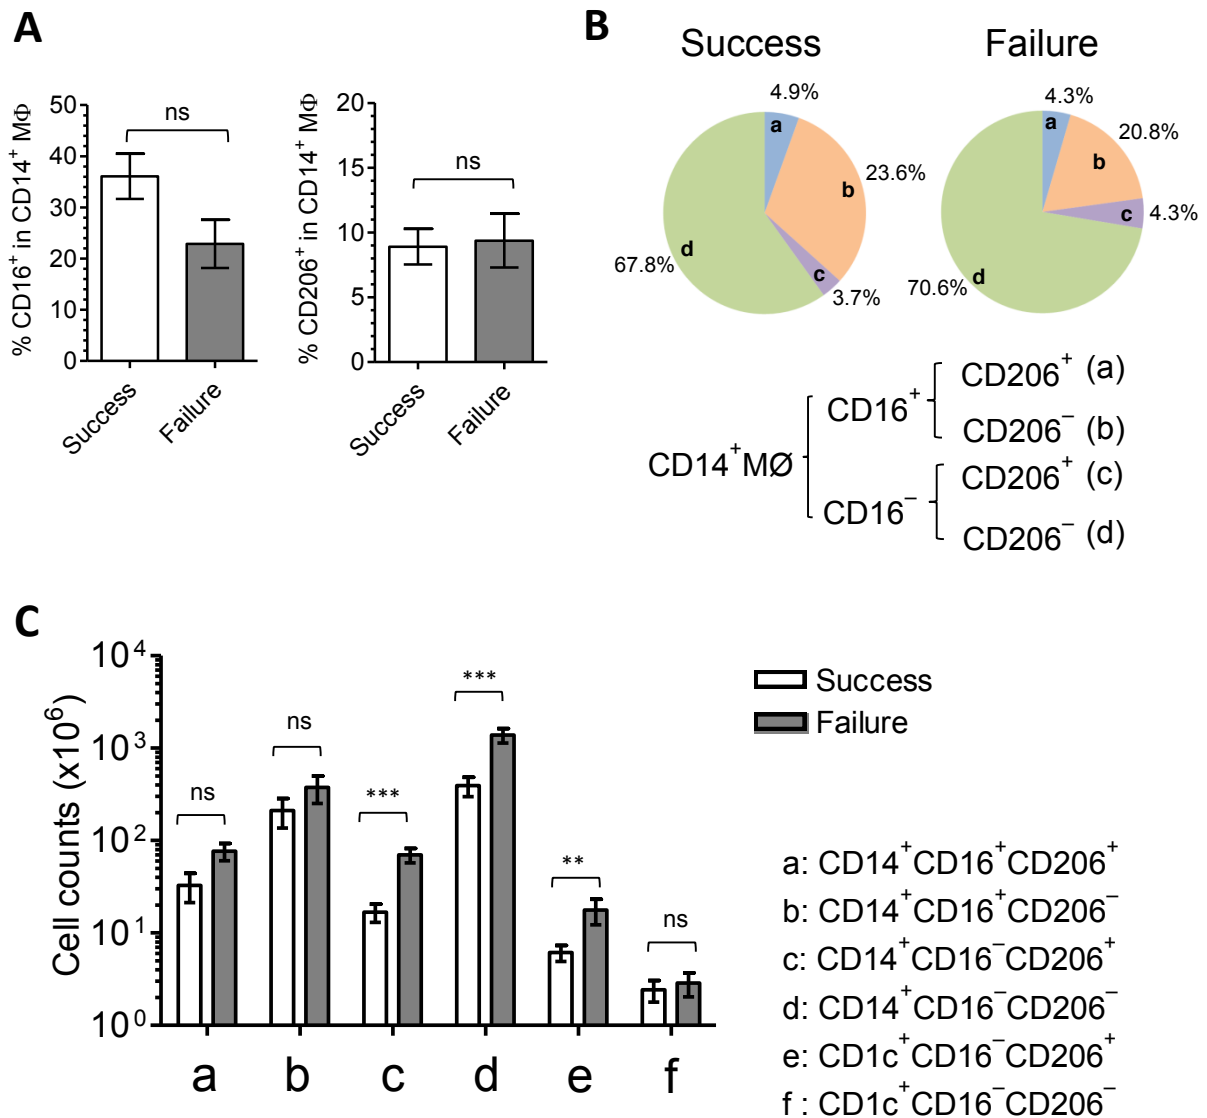 A
% CD16⁺ in CD14⁺ MΦ
50
40
30
20
10
0
ns
Success
Failure
% CD206⁺ in CD14⁺ MΦ
20
15
10
5
0
ns
Success
Failure
B
Success
Failure
4.9%
a
23.6%
b
3.7%
c
67.8%
d
4.3%
a
20.8%
b
4.3%
c
70.6%
d
CD14⁺MØ
CD16⁺
CD206⁺ (a)
CD206⁻ (b)
CD16⁻
CD206⁺ (c)
CD206⁻ (d)
C
Cell counts (x10⁶)
10⁴
10³
10²
10¹
10⁰
ns
ns
***
***
**
ns
a b c d e f
Success
Failure
a: CD14⁺CD16⁺CD206⁺
b: CD14⁺CD16⁺CD206⁻
c: CD14⁺CD16⁻CD206⁺
d: CD14⁺CD16⁻CD206⁻
e: CD1c⁺CD16⁻CD206⁺
f : CD1c⁺CD16⁻CD206⁻